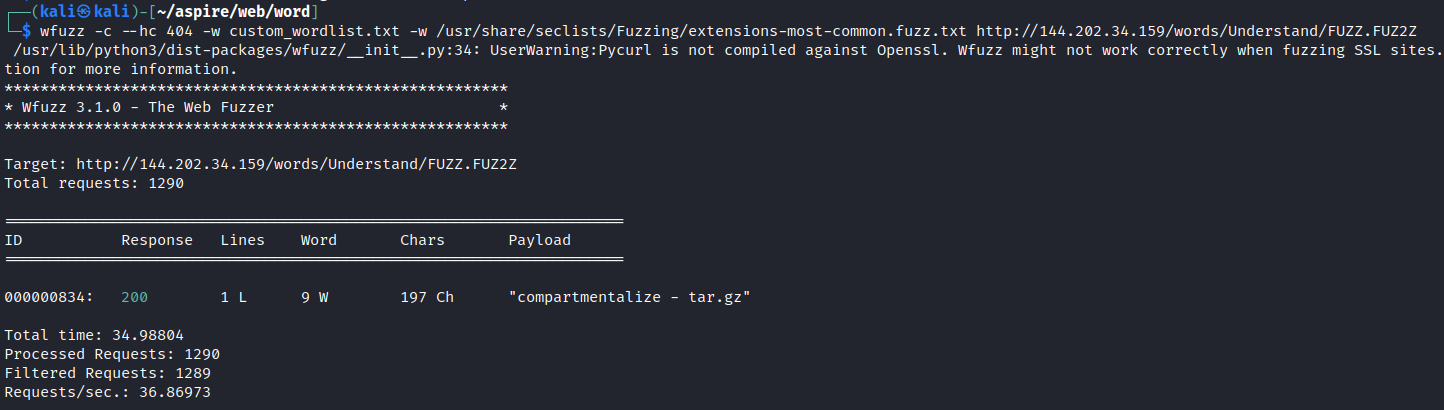 ┌──(kali㉿kali)-[~/aspire/web/word]
└─$ wfuzz -c --hc 404 -w custom_wordlist.txt -w /usr/share/seclists/Fuzzing/extensions-most-common.fuzz.txt http://144.202.34.159/words/Understand/FUZZ.FUZ2Z
/usr/lib/python3/dist-packages/wfuzz/__init__.py:34: UserWarning:Pycurl is not compiled against Openssl. Wfuzz might not work correctly when fuzzing SSL sites.
tion for more information.
********************************************************
* Wfuzz 3.1.0 - The Web Fuzzer                         *
********************************************************
Target: http://144.202.34.159/words/Understand/FUZZ.FUZ2Z
Total requests: 1290
=====================================================================
ID           Response   Lines    Word       Chars       Payload
=====================================================================
000000834:   200        1 L      9 W        197 Ch      "compartmentalize - tar.gz"
Total time: 34.98804
Processed Requests: 1290
Filtered Requests: 1289
Requests/sec.: 36.86973